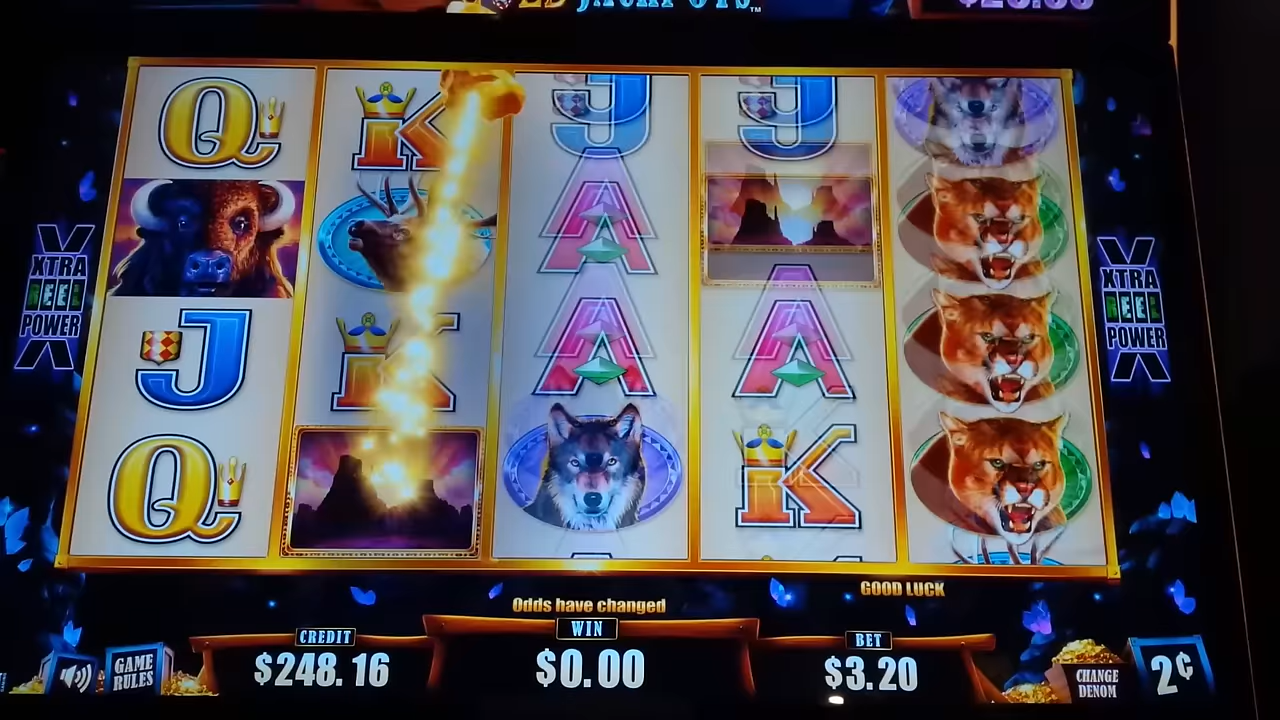 JACKPOTS™
Q K J J
XTRA
REEL
POWER
A
XTRA
REEL
POWER
J K A A
Q K
Odds have changed
GOOD LUCK
CREDIT
WIN
BET
$248.16
$0.00
$3.20
GAME
RULES
CHANGE
DENOM
2¢